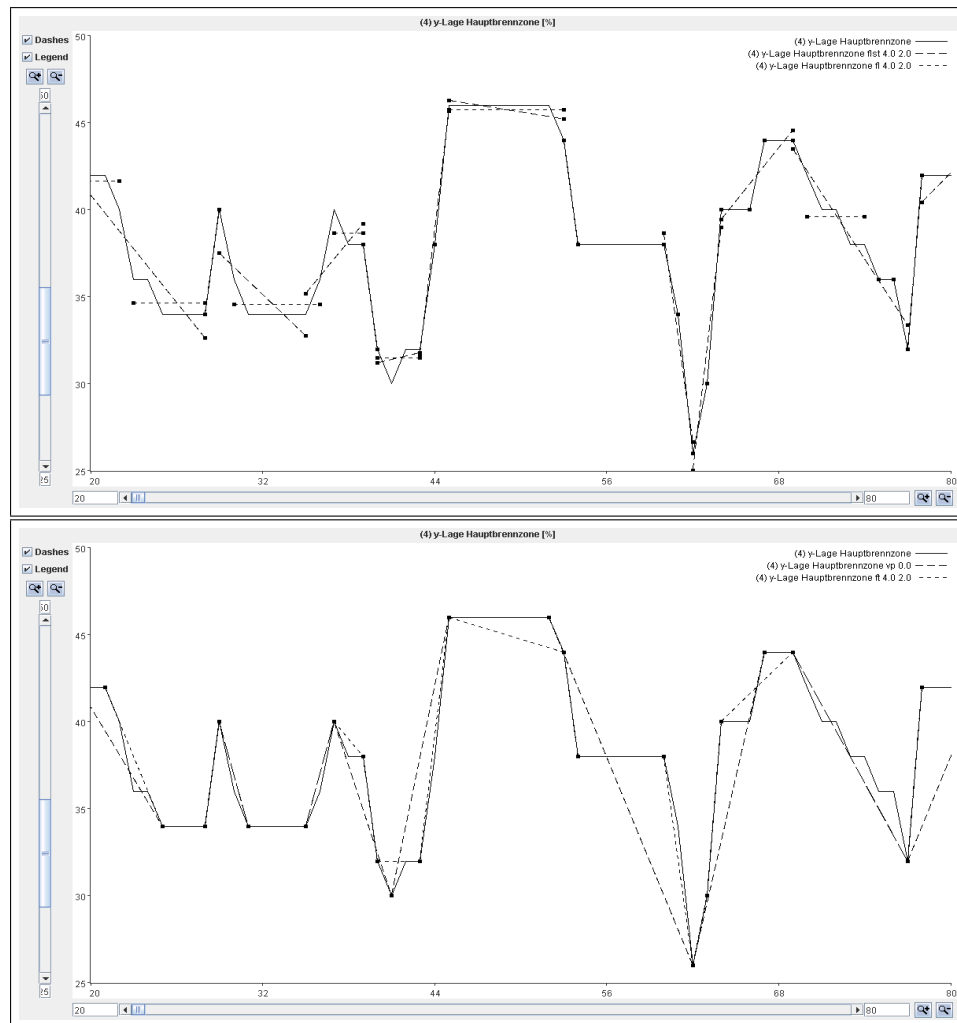 (4) y-Lage Hauptbrennzone [%]
Dashes
Legend
50
45
40
35
30
25
(4) y-Lage Hauptbrennzone
(4) y-Lage Hauptbrennzone flst 4.0 2.0
(4) y-Lage Hauptbrennzone fl 4.0 2.0
20 32 44 56 68 80
20 80
(4) y-Lage Hauptbrennzone [%]
Dashes
Legend
50
45
40
35
30
25
(4) y-Lage Hauptbrennzone
(4) y-Lage Hauptbrennzone vp 0.0
(4) y-Lage Hauptbrennzone ft 4.0 2.0
20 32 44 56 68 80
20 80